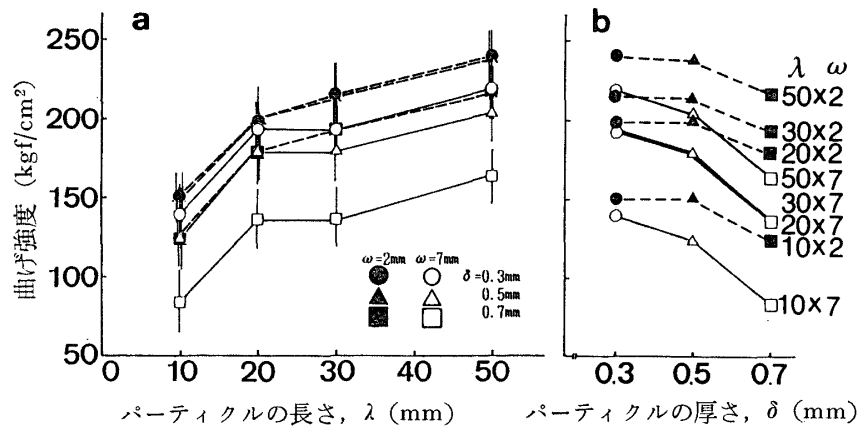 a
b
曲げ強度 (kgf/cm²)
250
200
150
100
50
ω=2mm ω=7mm
δ=0.3mm
0.5mm
0.7mm
0 10 20 30 40 50
パーティクルの長さ, λ (mm)
λ ω
50×2
30×2
20×2
50×7
30×7
20×7
10×2
10×7
0.3 0.5 0.7
パーティクルの厚さ, δ (mm)